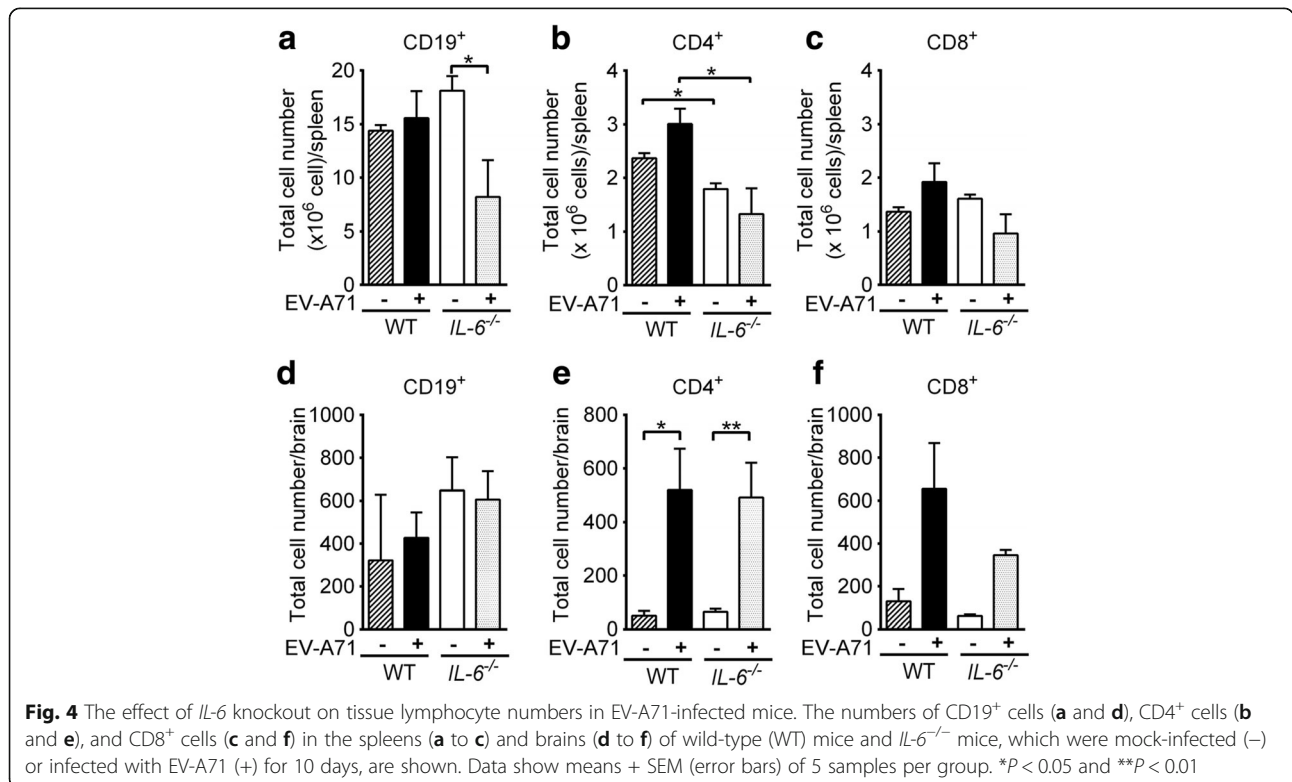 a b c
CD19⁺ CD4⁺ CD8⁺
Total cell number
(x10⁶ cell)/spleen
20
15
10
5
0
*
Total cell number
(x 10⁶ cells)/spleen
4
3
2
1
0
* *
Total cell number
(x 10⁶ cells)/spleen
4
3
2
1
0
EV-A71 - + - +
WT IL-6⁻/⁻
EV-A71 - + - +
WT IL-6⁻/⁻
EV-A71 - + - +
WT IL-6⁻/⁻
d e f
CD19⁺ CD4⁺ CD8⁺
Total cell number/brain
1000
800
600
400
200
0
Total cell number/brain
800
600
400
200
0
* **
Total cell number/brain
1000
800
600
400
200
0
EV-A71 - + - +
WT IL-6⁻/⁻
EV-A71 - + - +
WT IL-6⁻/⁻
EV-A71 - + - +
WT IL-6⁻/⁻
Fig. 4 The effect of IL-6 knockout on tissue lymphocyte numbers in EV-A71-infected mice. The numbers of CD19⁺ cells (a and d), CD4⁺ cells (b
and e), and CD8⁺ cells (c and f) in the spleens (a to c) and brains (d to f) of wild-type (WT) mice and IL-6⁻/⁻ mice, which were mock-infected (−)
or infected with EV-A71 (+) for 10 days, are shown. Data show means + SEM (error bars) of 5 samples per group. *P < 0.05 and **P < 0.01